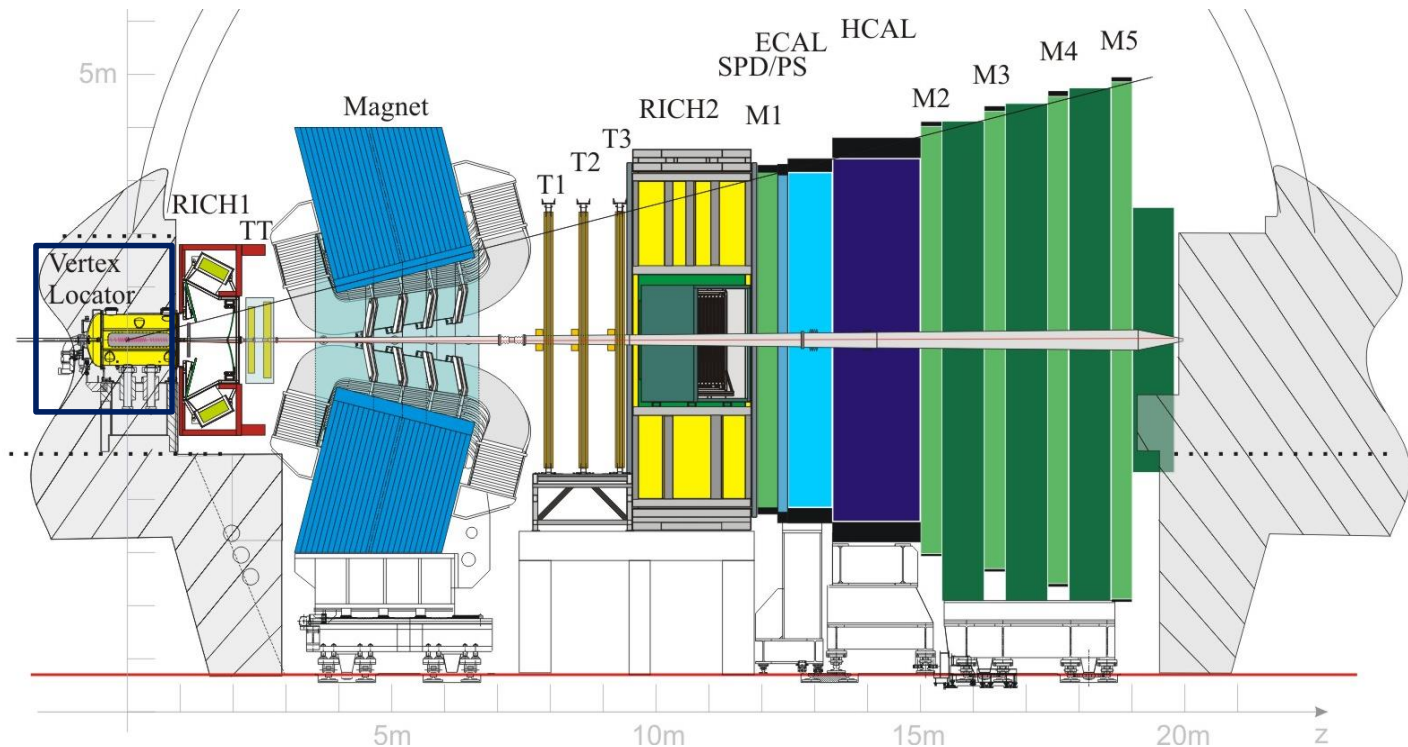 HCAL
M5
ECAL
M4
SPD/PS
M3
5m
M2
Magnet
RICH2
M1
T3
T2
T1
RICH1
TT
Vertex
Locator
5m
10m
15m
20m
z